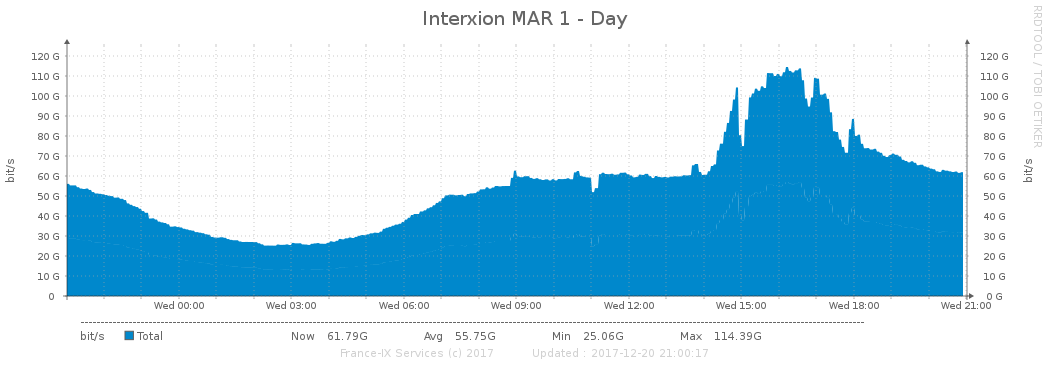 Interxion MAR 1 - Day
RRDTOOL / TOBI OETIKER
bit/s
120 G 120 G
110 G 110 G
100 G 100 G
90 G 90 G
80 G 80 G
70 G 70 G
60 G 60 G
50 G 50 G
40 G 40 G
30 G 30 G
20 G 20 G
10 G 10 G
0 0 G
bit/s
Wed 00:00 Wed 03:00 Wed 06:00 Wed 09:00 Wed 12:00 Wed 15:00 Wed 18:00 Wed 21:00
bit/s Total Now 61.79G Avg 55.75G Min 25.06G Max 114.39G
France-IX Services (c) 2017 Updated : 2017-12-20 21:00:17